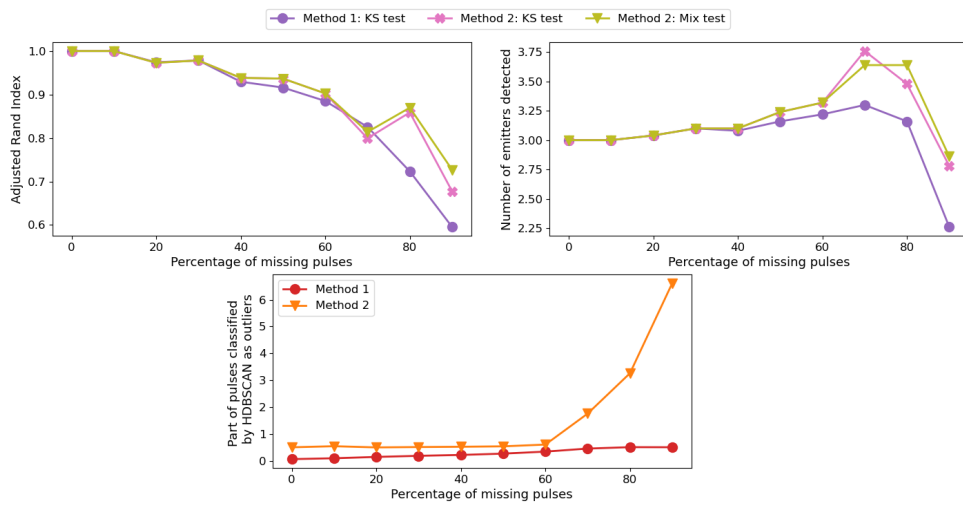 Method 1: KS test Method 2: KS test Method 2: Mix test
1.0
0.9
0.8
0.7
0.6
Adjusted Rand Index
0 20 40 60 80
Percentage of missing pulses
3.75
3.50
3.25
3.00
2.75
2.50
2.25
Number of emitters detected
0 20 40 60 80
Percentage of missing pulses
Method 1
Method 2
6
5
4
3
2
1
0
Part of pulses classified
by HDBSCAN as outliers
0 20 40 60 80
Percentage of missing pulses